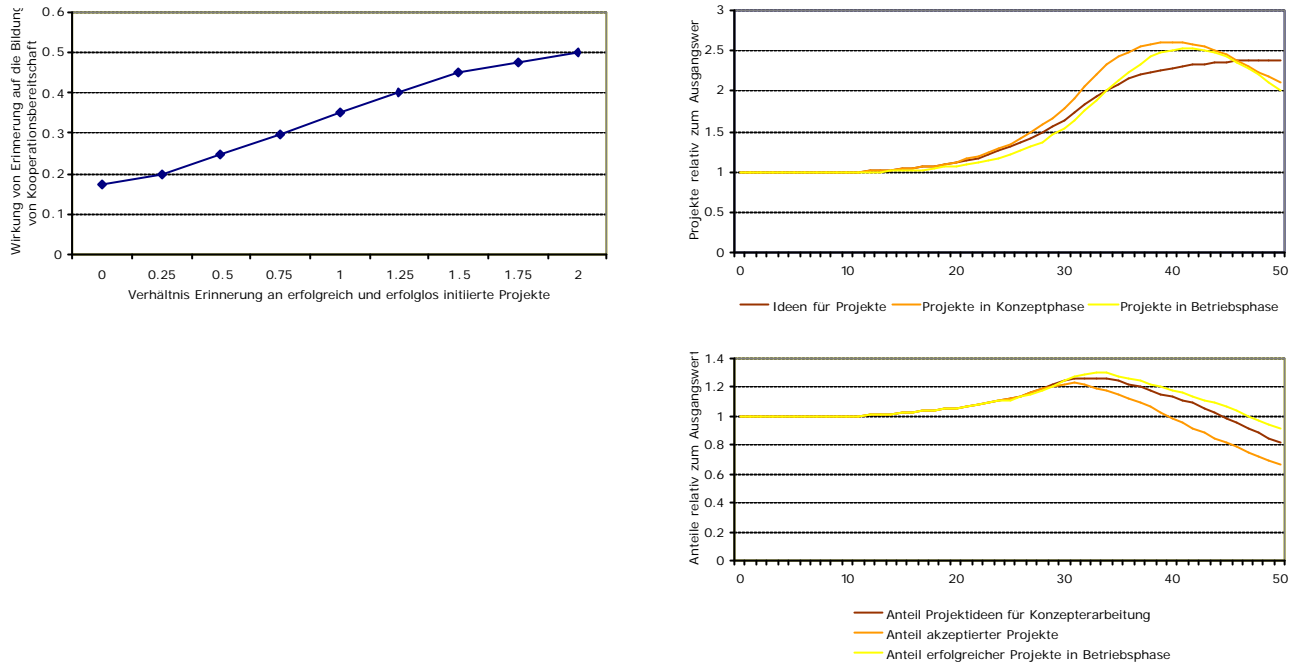 Wirkung von Erinnerung auf die Bildung
von Kooperationsbereitschaft
0.6
0.5
0.4
0.3
0.2
0.1
0
0 0.25 0.5 0.75 1 1.25 1.5 1.75 2
Verhältnis Erinnerung an erfolgreich und erfolglos initiierte Projekte
Projekte relativ zum Ausgangswer
3
2.5
2
1.5
1
0.5
0
0 10 20 30 40 50
Ideen für Projekte Projekte in Konzeptphase Projekte in Betriebsphase
Anteile relativ zum Ausgangswer1
1.4
1.2
1
0.8
0.6
0.4
0.2
0
0 10 20 30 40 50
Anteil Projektideen für Konzepterarbeitung
Anteil akzeptierter Projekte
Anteil erfolgreicher Projekte in Betriebsphase